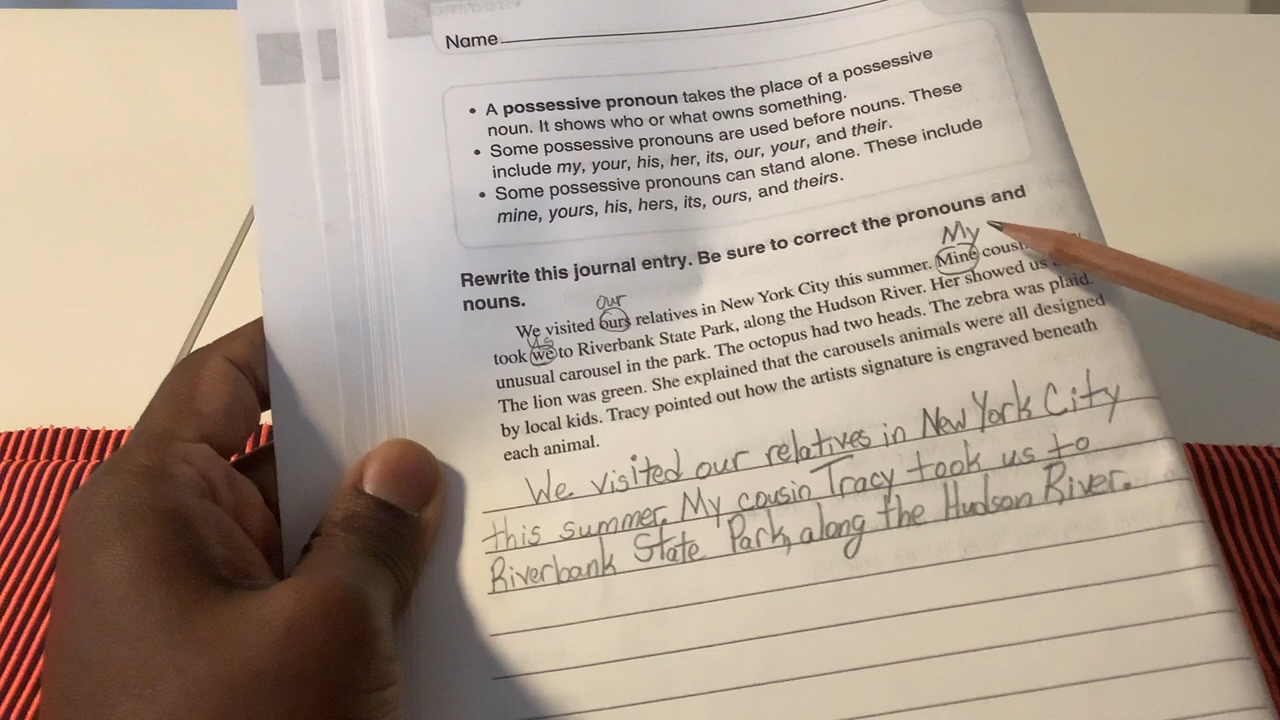 Name
• A possessive pronoun takes the place of a possessive
noun. It shows who or what owns something.
• Some possessive pronouns are used before nouns. These
include my, your, his, her, its, our, your, and their.
• Some possessive pronouns can stand alone. These include
mine, yours, his, hers, its, ours, and theirs.
Rewrite this journal entry. Be sure to correct the pronouns and
nouns.
My
our
We visited ours relatives in New York City this summer. Mine
us
took we to Riverbank State Park, along the Hudson River. Her showed us
unusual carousel in the park. The octopus had two heads. The zebra was plaid.
The lion was green. She explained that the carousels animals were all designed
by local kids. Tracy pointed out how the artists signature is engraved beneath
each animal.
We visited our relatives in New York City
this summer. My cousin Tracy took us to
Riverbank State Park, along the Hudson River.